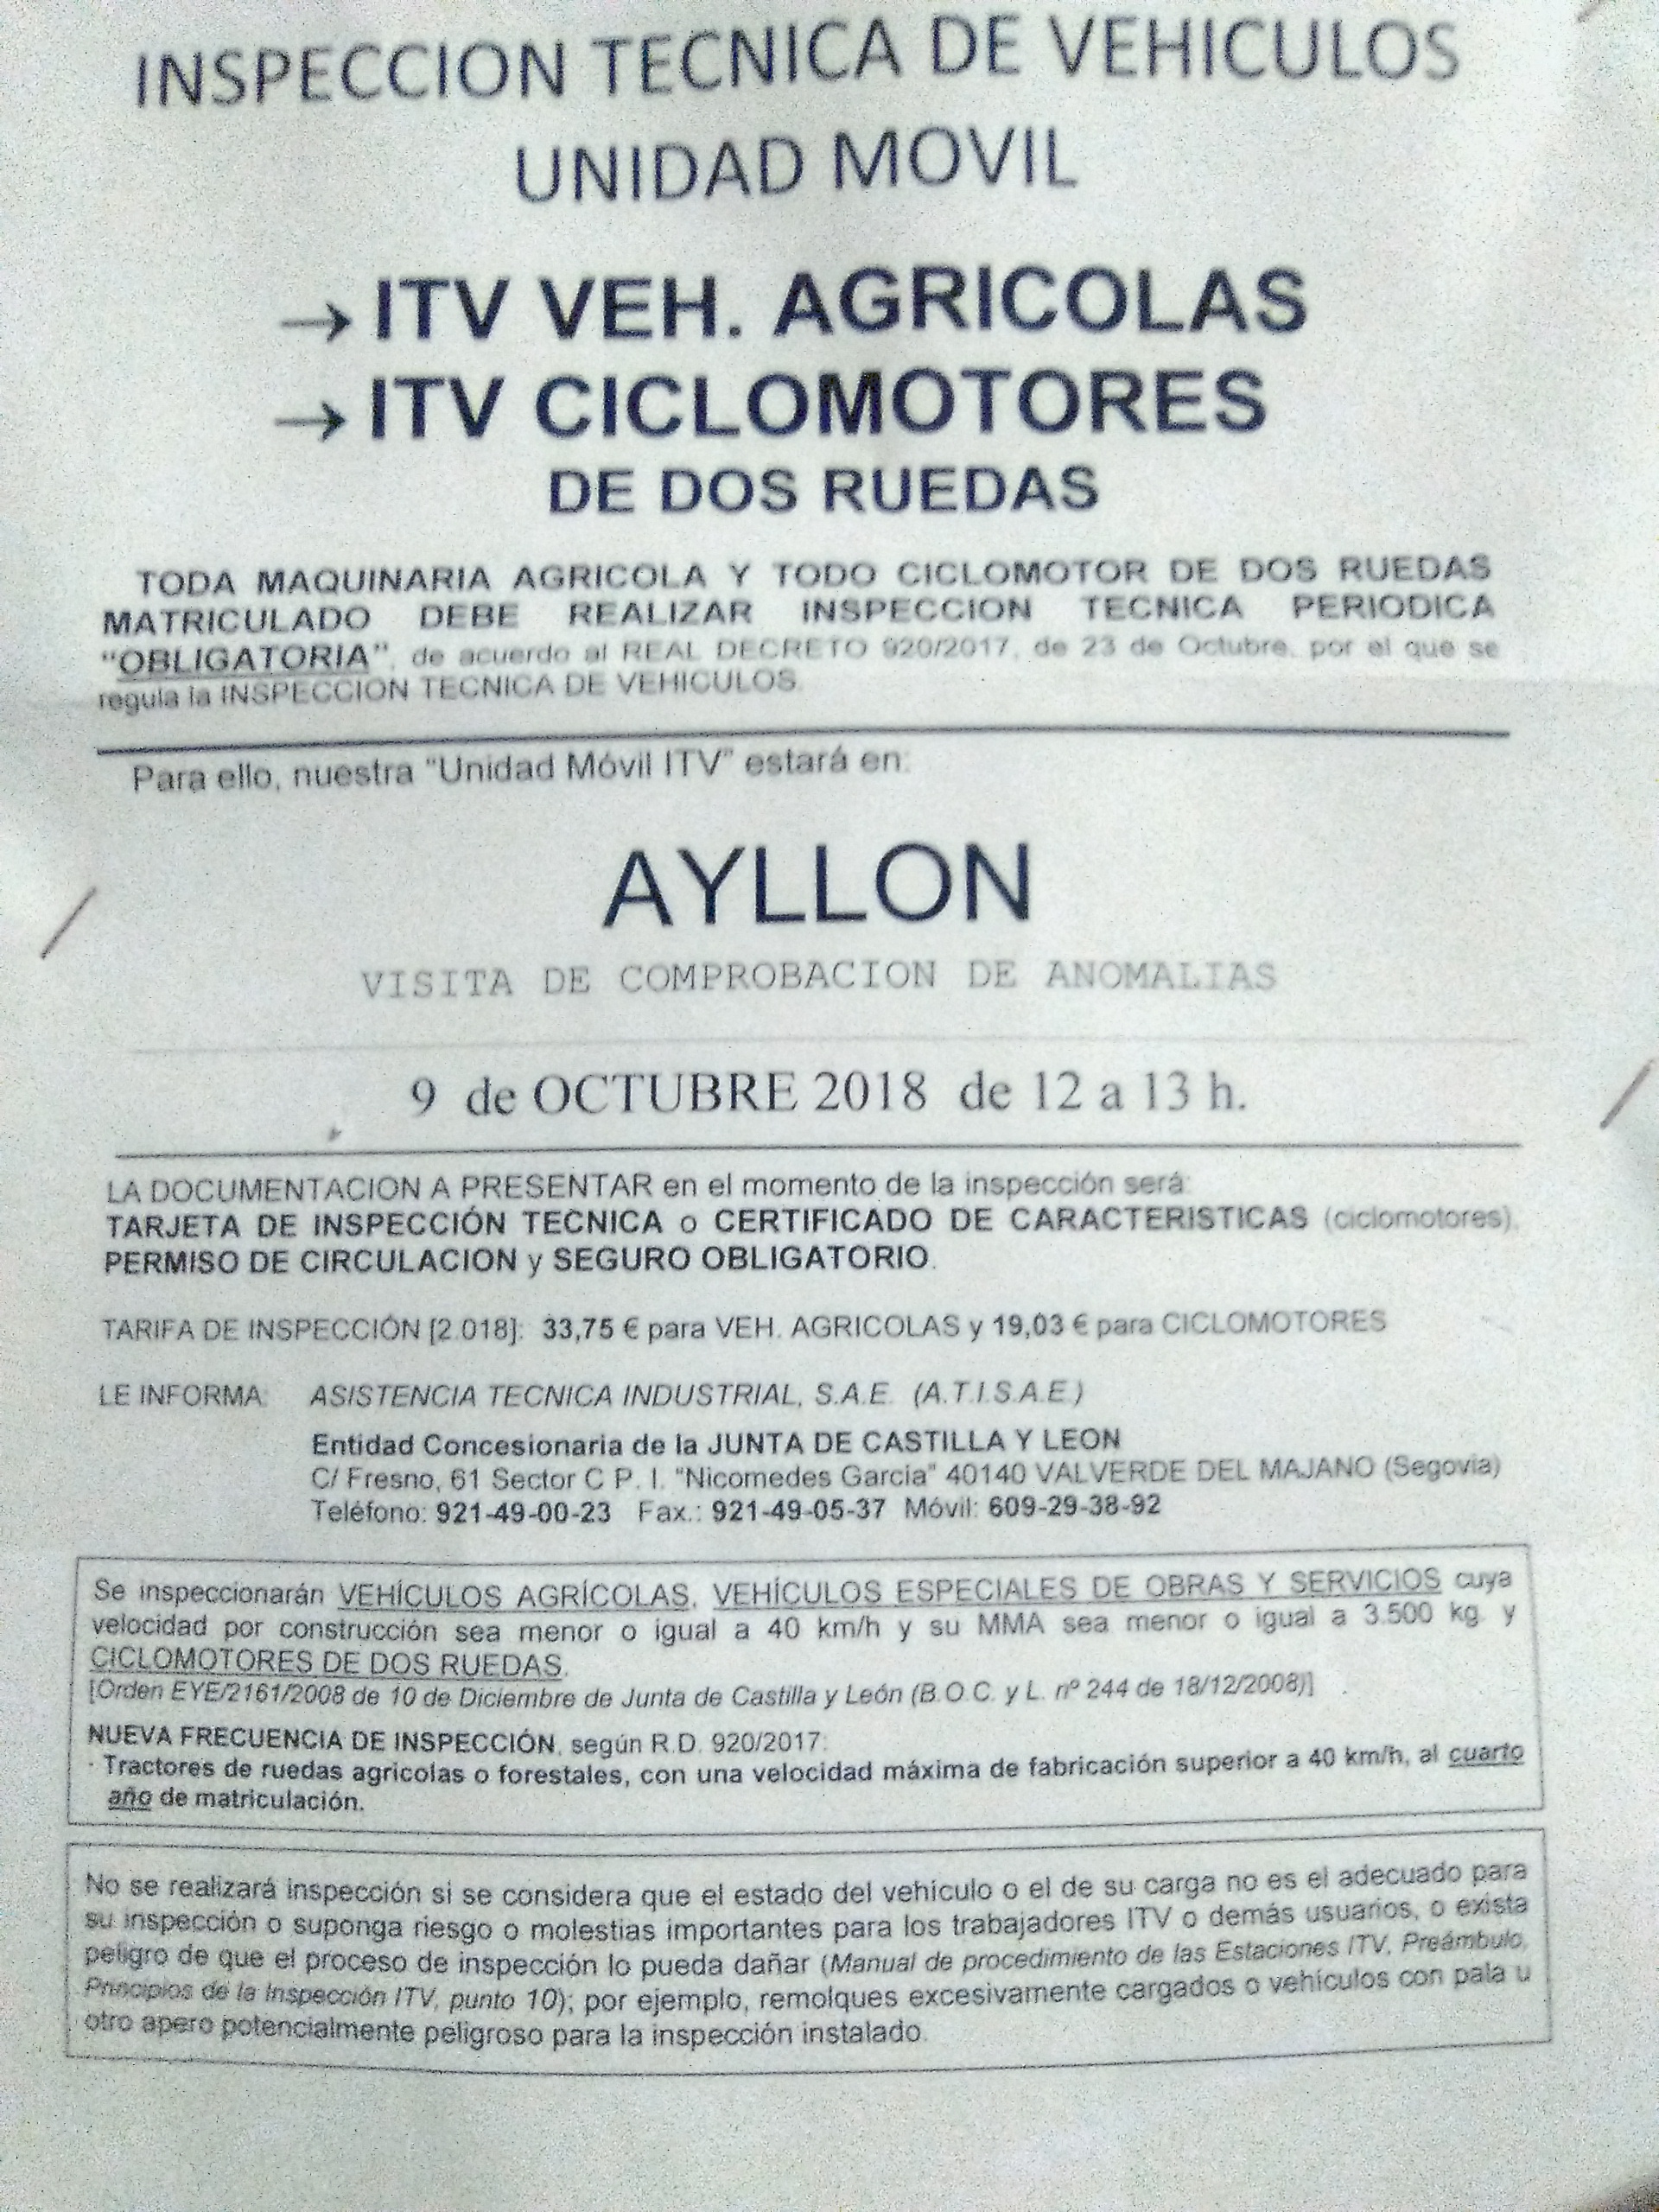 INSPECCION TECNICA DE VEHICULOS
UNIDAD MOVIL
→ ITV VEH. AGRICOLAS
→ ITV CICLOMOTORES
DE DOS RUEDAS
TODA MAQUINARIA AGRICOLA Y TODO CICLOMOTOR DE DOS RUEDAS
MATRICULADO DEBE REALIZAR INSPECCION TECNICA PERIODICA
"OBLIGATORIA", de acuerdo al REAL DECRETO 920/2017, de 23 de Octubre, por el que se
regula la INSPECCION TECNICA DE VEHICULOS.
Para ello, nuestra "Unidad Móvil ITV" estará en:
AYLLON
VISITA DE COMPROBACION DE ANOMALIAS
9 de OCTUBRE 2018 de 12 a 13 h.
LA DOCUMENTACION A PRESENTAR en el momento de la inspección será:
TARJETA DE INSPECCIÓN TECNICA o CERTIFICADO DE CARACTERISTICAS (ciclomotores),
PERMISO DE CIRCULACION y SEGURO OBLIGATORIO.
TARIFA DE INSPECCIÓN [2.018]: 33,75 € para VEH. AGRICOLAS y 19,03 € para CICLOMOTORES
LE INFORMA: ASISTENCIA TECNICA INDUSTRIAL, S.A.E. (A.T.I.S.A.E.)
Entidad Concesionaria de la JUNTA DE CASTILLA Y LEON
C/ Fresno, 61 Sector C P. I. "Nicomedes García" 40140 VALVERDE DEL MAJANO (Segovia)
Teléfono: 921-49-00-23 Fax.: 921-49-05-37 Móvil: 609-29-38-92
Se inspeccionarán VEHÍCULOS AGRÍCOLAS, VEHÍCULOS ESPECIALES DE OBRAS Y SERVICIOS cuya
velocidad por construcción sea menor o igual a 40 km/h y su MMA sea menor o igual a 3.500 kg. y
CICLOMOTORES DE DOS RUEDAS.
[Orden EYE/2161/2008 de 10 de Diciembre de Junta de Castilla y León (B.O.C. y L. nº 244 de 18/12/2008)]
NUEVA FRECUENCIA DE INSPECCIÓN, según R.D. 920/2017:
· Tractores de ruedas agricolas o forestales, con una velocidad máxima de fabricación superior a 40 km/h, al cuarto
año de matriculación.
No se realizará inspección si se considera que el estado del vehículo o el de su carga no es el adecuado para
su inspección o suponga riesgo o molestias importantes para los trabajadores ITV o demás usuarios, o exista
peligro de que el proceso de inspección lo pueda dañar (Manual de procedimiento de las Estaciones ITV, Preámbulo,
Principios de la Inspección ITV, punto 10); por ejemplo, remolques excesivamente cargados o vehículos con pala u
otro apero potencialmente peligroso para la inspección instalado.